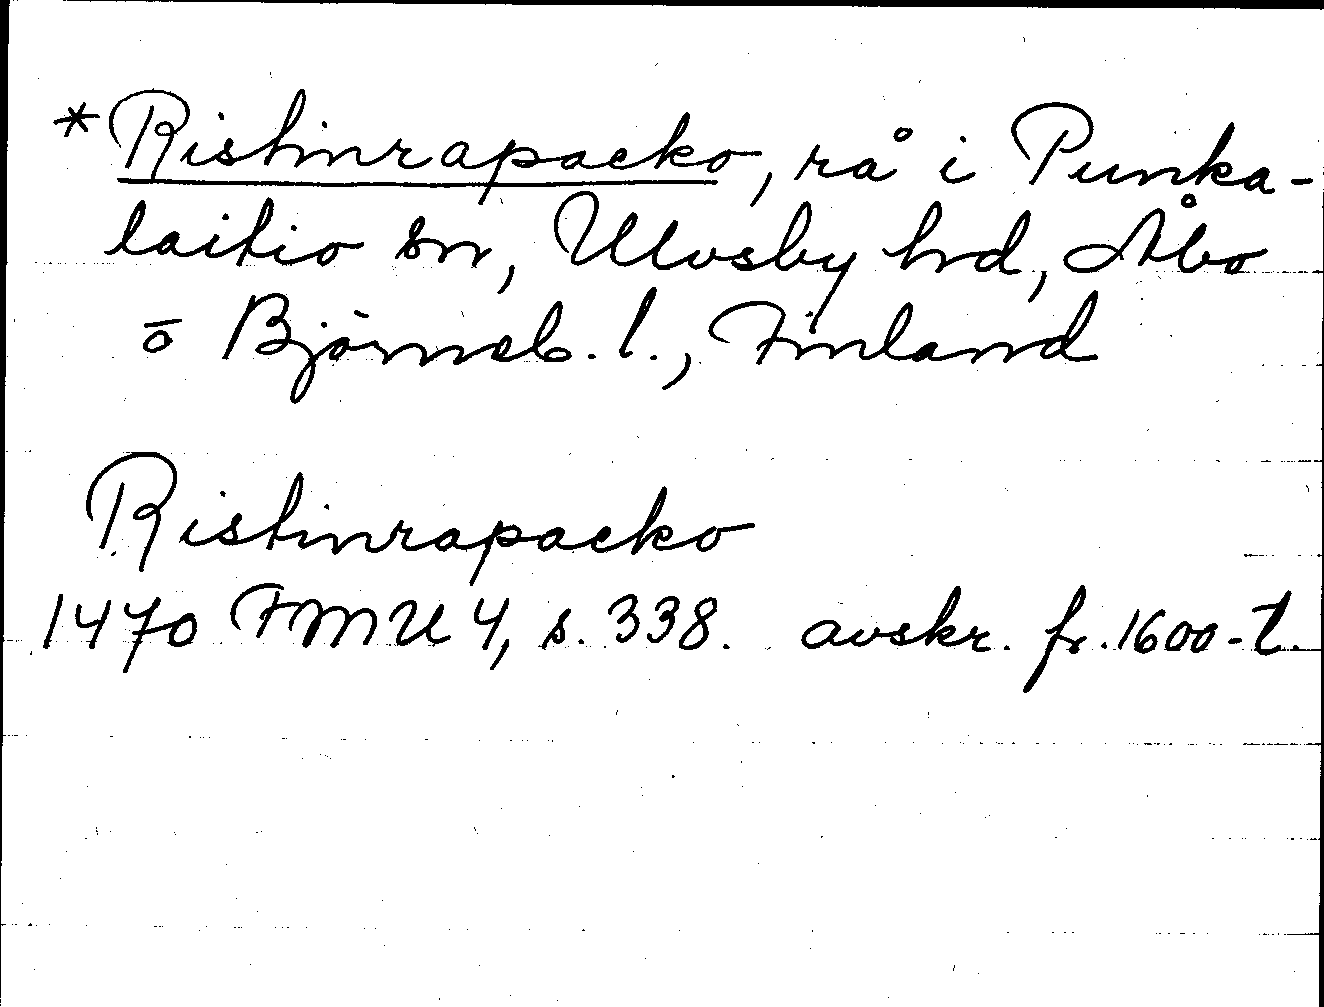 *Ristinrapacko, rå i Punka-
laitio sn, Ulvsby hd, Åbo
o Björneb. l., Finland
Ristinrapacko
1470 FMU 4, s. 338. avskr. fr. 1600-t.